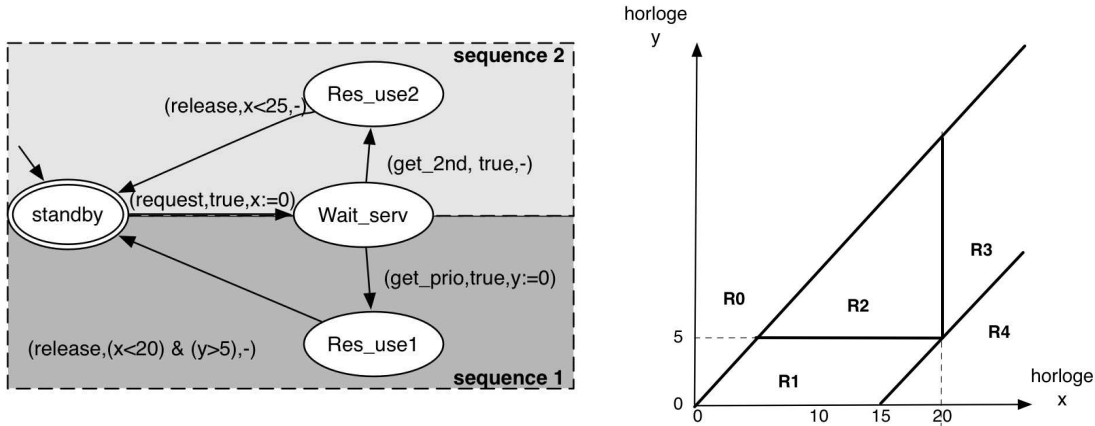 sequence 2
Res_use2
(release,x<25,-)
(get_2nd, true,-)
(request,true,x:=0)
standby
Wait_serv
(get_prio,true,y:=0)
Res_use1
(release,(x<20) & (y>5),-)
sequence 1
horloge
y
R0
R2
R3
R4
5
R1
horloge
x
0
0
10
15
20